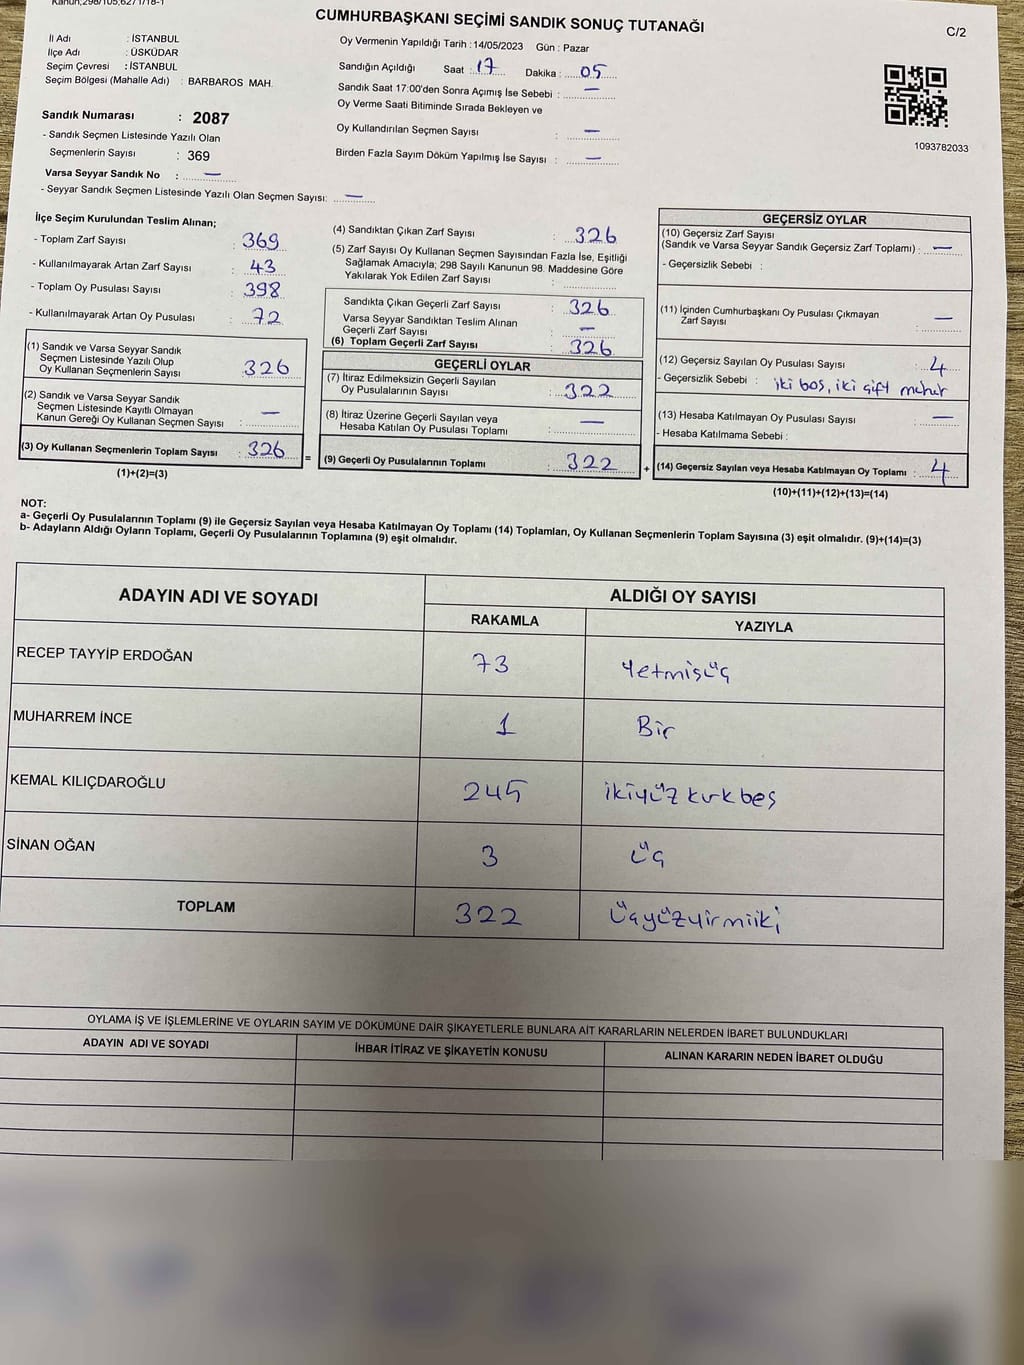 Kanun;298/105,6271/18-1
CUMHURBAŞKANI SEÇİMİ SANDIK SONUÇ TUTANAĞI
C/2
İl Adı : İSTANBUL
İlçe Adı : ÜSKÜDAR
Seçim Çevresi : İSTANBUL
Seçim Bölgesi (Mahalle Adı) : BARBAROS MAH.
Sandık Numarası : 2087
- Sandık Seçmen Listesinde Yazılı Olan
Seçmenlerin Sayısı : 369
Varsa Seyyar Sandık No : —
- Seyyar Sandık Seçmen Listesinde Yazılı Olan Seçmen Sayısı: —
Oy Vermenin Yapıldığı Tarih : 14/05/2023 Gün : Pazar
Sandığın Açıldığı Saat : 17 Dakika : 05
Sandık Saat 17:00'den Sonra Açımış İse Sebebi : —
Oy Verme Saati Bitiminde Sırada Bekleyen ve
Oy Kullandırılan Seçmen Sayısı : —
Birden Fazla Sayım Döküm Yapılmış İse Sayısı : —
1093782033
İlçe Seçim Kurulundan Teslim Alınan;
- Toplam Zarf Sayısı : 369
- Kullanılmayarak Artan Zarf Sayısı : 43
- Toplam Oy Pusulası Sayısı : 398
- Kullanılmayarak Artan Oy Pusulası : 72
(1) Sandık ve Varsa Seyyar Sandık
Seçmen Listesinde Yazılı Olup
Oy Kullanan Seçmenlerin Sayısı : 326
(2) Sandık ve Varsa Seyyar Sandık
Seçmen Listesinde Kayıtlı Olmayan
Kanun Gereği Oy Kullanan Seçmen Sayısı : —
(3) Oy Kullanan Seçmenlerin Toplam Sayısı : 326
(1)+(2)=(3)
=
(4) Sandıktan Çıkan Zarf Sayısı : 326
(5) Zarf Sayısı Oy Kullanan Seçmen Sayısından Fazla İse, Eşitliği
Sağlamak Amacıyla; 298 Sayılı Kanunun 98. Maddesine Göre
Yakılarak Yok Edilen Zarf Sayısı :
Sandıkta Çıkan Geçerli Zarf Sayısı : 326
Varsa Seyyar Sandıktan Teslim Alınan
Geçerli Zarf Sayısı : —
(6) Toplam Geçerli Zarf Sayısı : 326
GEÇERLİ OYLAR
(7) İtiraz Edilmeksizin Geçerli Sayılan
Oy Pusulalarının Sayısı : 322
(8) İtiraz Üzerine Geçerli Sayılan veya
Hesaba Katılan Oy Pusulası Toplamı : —
(9) Geçerli Oy Pusulalarının Toplamı : 322
+
GEÇERSİZ OYLAR
(10) Geçersiz Zarf Sayısı
(Sandık ve Varsa Seyyar Sandık Geçersiz Zarf Toplamı) : —
- Geçersizlik Sebebi :
(11) İçinden Cumhurbaşkanı Oy Pusulası Çıkmayan
Zarf Sayısı : —
(12) Geçersiz Sayılan Oy Pusulası Sayısı : 4
- Geçersizlik Sebebi : iki boş, iki çift mühür
(13) Hesaba Katılmayan Oy Pusulası Sayısı : —
- Hesaba Katılmama Sebebi :
(14) Geçersiz Sayılan veya Hesaba Katılmayan Oy Toplamı : 4
(10)+(11)+(12)+(13)=(14)
NOT:
a- Geçerli Oy Pusulalarının Toplamı (9) ile Geçersiz Sayılan veya Hesaba Katılmayan Oy Toplamı (14) Toplamları, Oy Kullanan Seçmenlerin Toplam Sayısına (3) eşit olmalıdır. (9)+(14)=(3)
b- Adayların Aldığı Oyların Toplamı, Geçerli Oy Pusulalarının Toplamına (9) eşit olmalıdır.
ADAYIN ADI VE SOYADI ALDIĞI OY SAYISI
RAKAMLA YAZIYLA
RECEP TAYYİP ERDOĞAN 73 Yetmişüç
MUHARREM İNCE 1 Bir
KEMAL KILIÇDAROĞLU 245 ikiyüz kırkbeş
SİNAN OĞAN 3 üç
TOPLAM 322 üçyüzyirmiiki
OYLAMA İŞ VE İŞLEMLERİNE VE OYLARIN SAYIM VE DÖKÜMÜNE DAİR ŞİKAYETLERLE BUNLARA AİT KARARLARIN NELERDEN İBARET BULUNDUKLARI
ADAYIN ADI VE SOYADI İHBAR İTİRAZ VE ŞİKAYETİN KONUSU ALINAN KARARIN NEDEN İBARET OLDUĞU